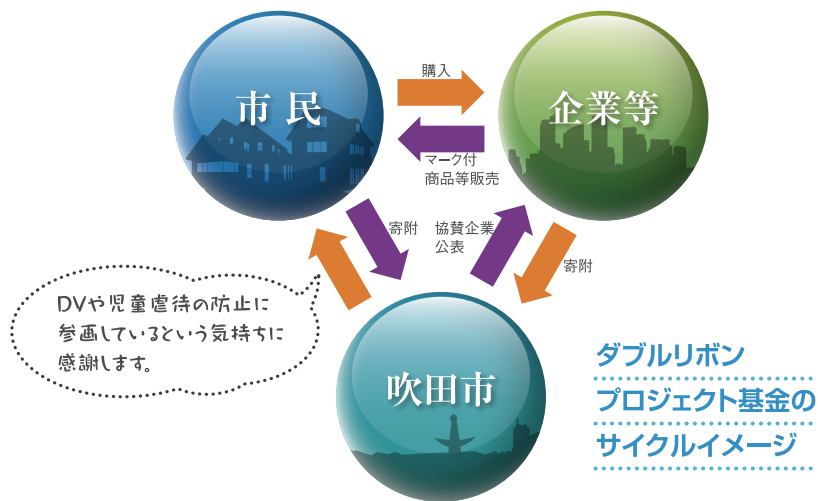 市民
企業等
購入
マーク付
商品等販売
寄附
協賛企業
公表
寄附
DVや児童虐待の防止に
参画しているという気持ちに
感謝します。
吹田市
ダブルリボン
プロジェクト基金の
サイクルイメージ